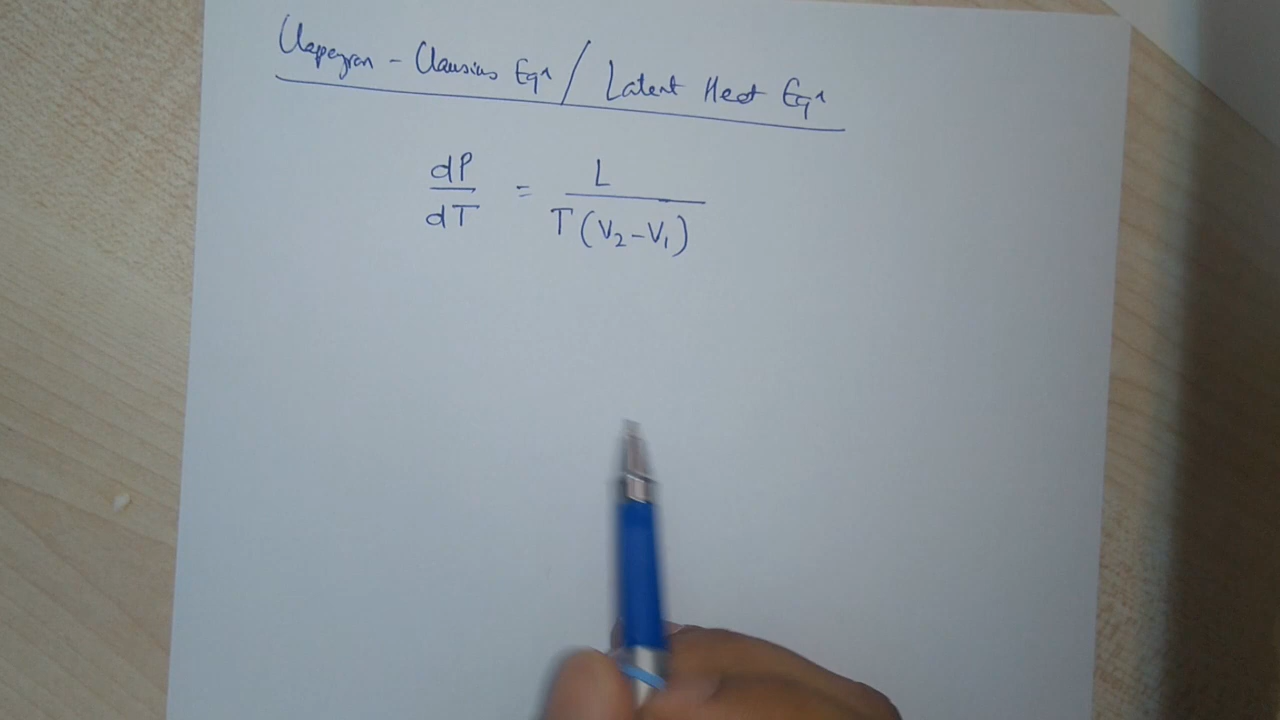 Clapeyron - Clausius Eqn / Latent Heat Eqn
dP/dT = L/T(V₂-V₁)